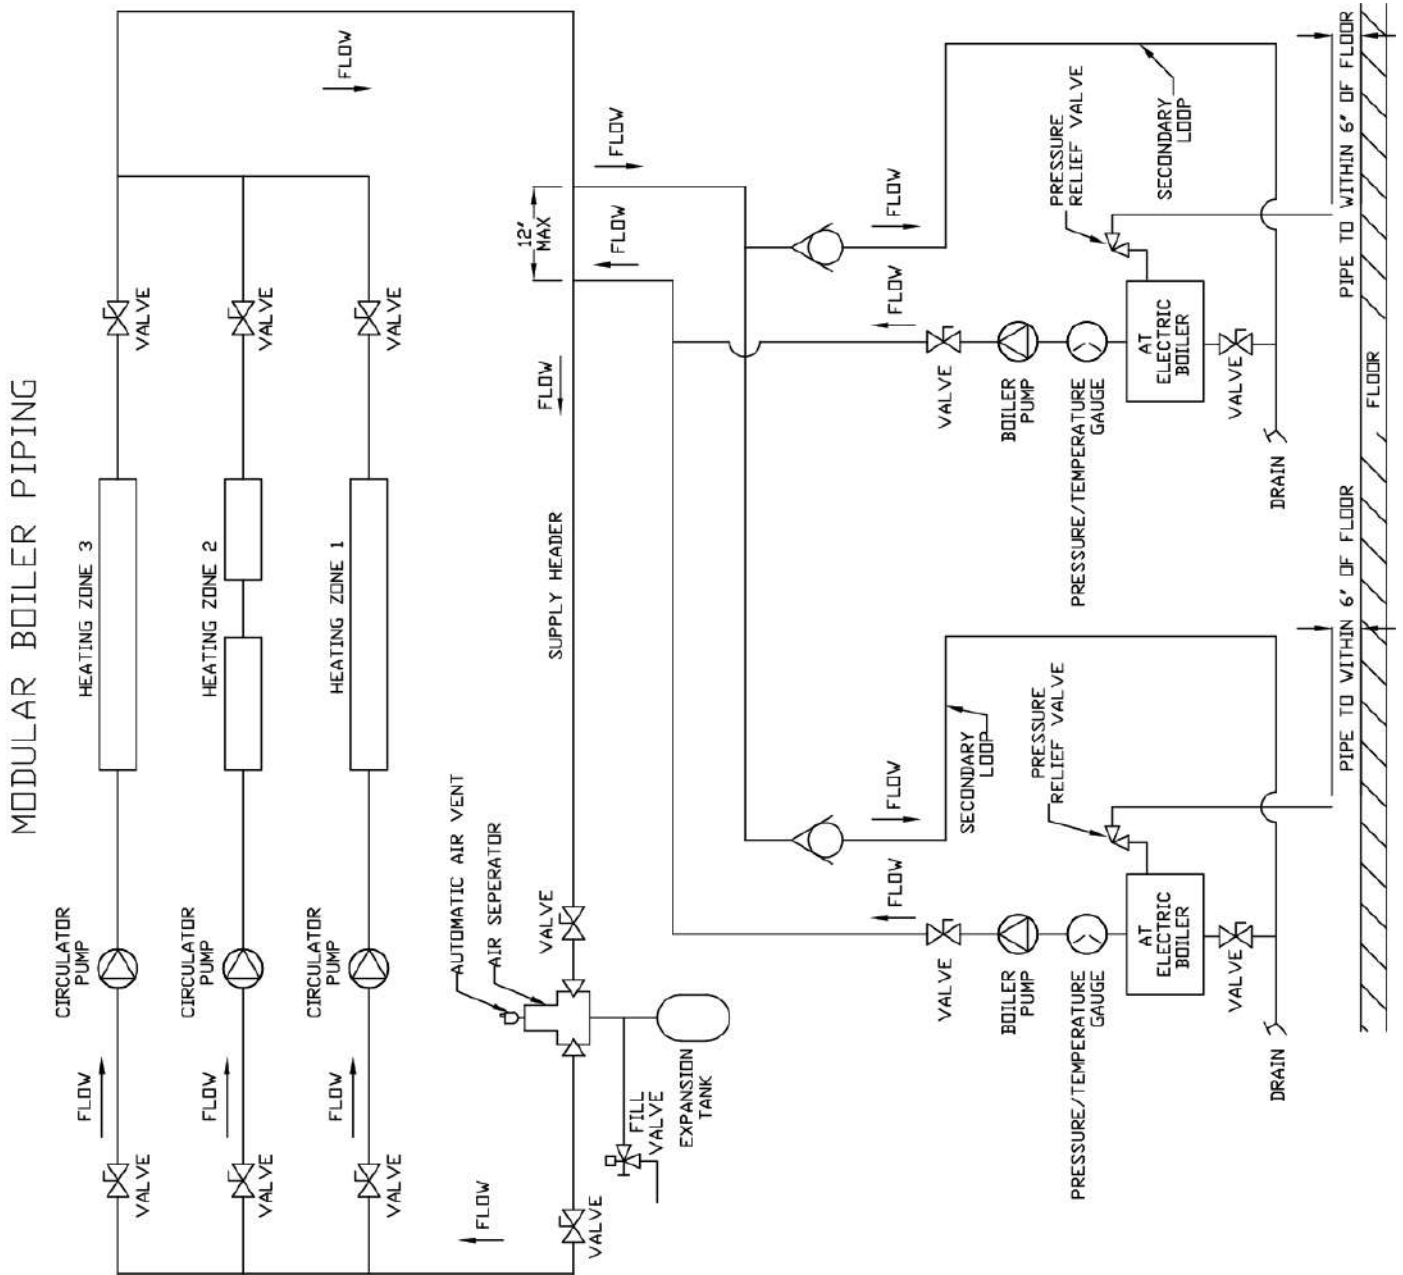 MODULAR BOILER PIPING
FLOW
VALVE
CIRCULATOR
PUMP
HEATING ZONE 3
VALVE
FLOW
VALVE
CIRCULATOR
PUMP
HEATING ZONE 2
VALVE
FLOW
VALVE
CIRCULATOR
PUMP
HEATING ZONE 1
VALVE
FLOW
FLOW
AUTOMATIC AIR VENT
AIR SEPERATOR
VALVE
VALVE
SUPPLY HEADER
FLOW
12'
MAX
FLOW
FLOW
FILL
VALVE
EXPANSION
TANK
FLOW
FLOW
FLOW
FLOW
VALVE
SECONDARY
LOOP
VALVE
BOILER
PUMP
PRESSURE
RELIEF VALVE
BOILER
PUMP
PRESSURE
RELIEF VALVE
SECONDARY
LOOP
PRESSURE/TEMPERATURE
GAUGE
PRESSURE/TEMPERATURE
GAUGE
AT
ELECTRIC
BOILER
AT
ELECTRIC
BOILER
VALVE
VALVE
DRAIN
DRAIN
PIPE TO WITHIN 6' OF FLOOR
PIPE TO WITHIN 6' OF FLOOR
FLOOR